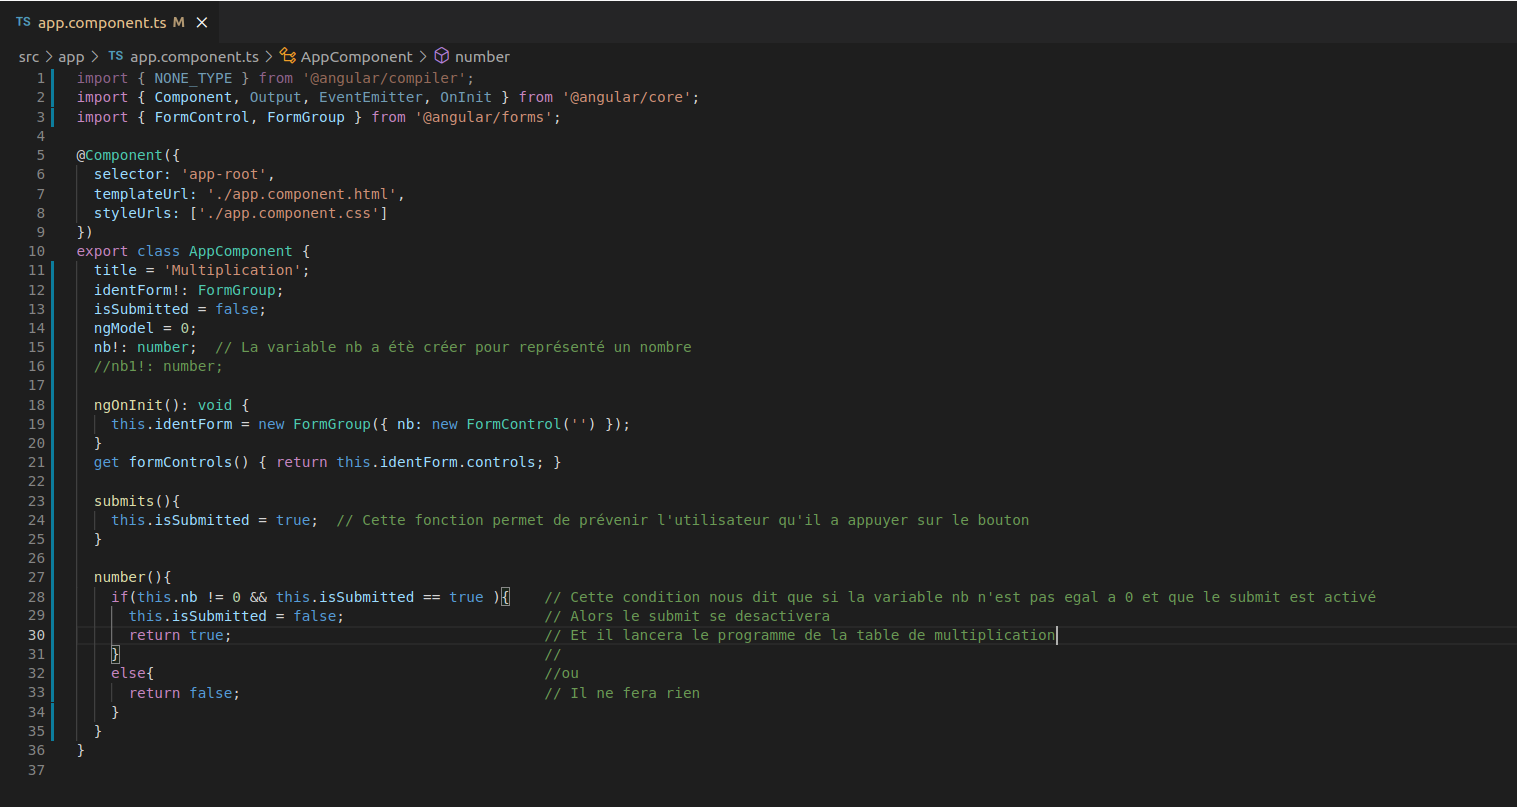 TS app.component.ts M ×
src > app > TS app.component.ts > AppComponent > number
1 import { NONE_TYPE } from '@angular/compiler';
2 import { Component, Output, EventEmitter, OnInit } from '@angular/core';
3 import { FormControl, FormGroup } from '@angular/forms';
4
5 @Component({
6   selector: 'app-root',
7   templateUrl: './app.component.html',
8   styleUrls: ['./app.component.css']
9 })
10 export class AppComponent {
11   title = 'Multiplication';
12   identForm!: FormGroup;
13   isSubmitted = false;
14   ngModel = 0;
15   nb!: number;  // La variable nb a étè créer pour représenté un nombre
16   //nb1!: number;
17
18   ngOnInit(): void {
19     this.identForm = new FormGroup({ nb: new FormControl('') });
20   }
21   get formControls() { return this.identForm.controls; }
22
23   submits(){
24     this.isSubmitted = true;  // Cette fonction permet de prévenir l'utilisateur qu'il a appuyer sur le bouton
25   }
26
27   number(){
28     if(this.nb != 0 && this.isSubmitted == true ){    // Cette condition nous dit que si la variable nb n'est pas egal a 0 et que le submit est activé
29       this.isSubmitted = false;                       // Alors le submit se desactivera
30       return true;                                    // Et il lancera le programme de la table de multiplication
31     }                                                 //
32     else{                                             //ou
33       return false;                                   // Il ne fera rien
34     }
35   }
36 }
37